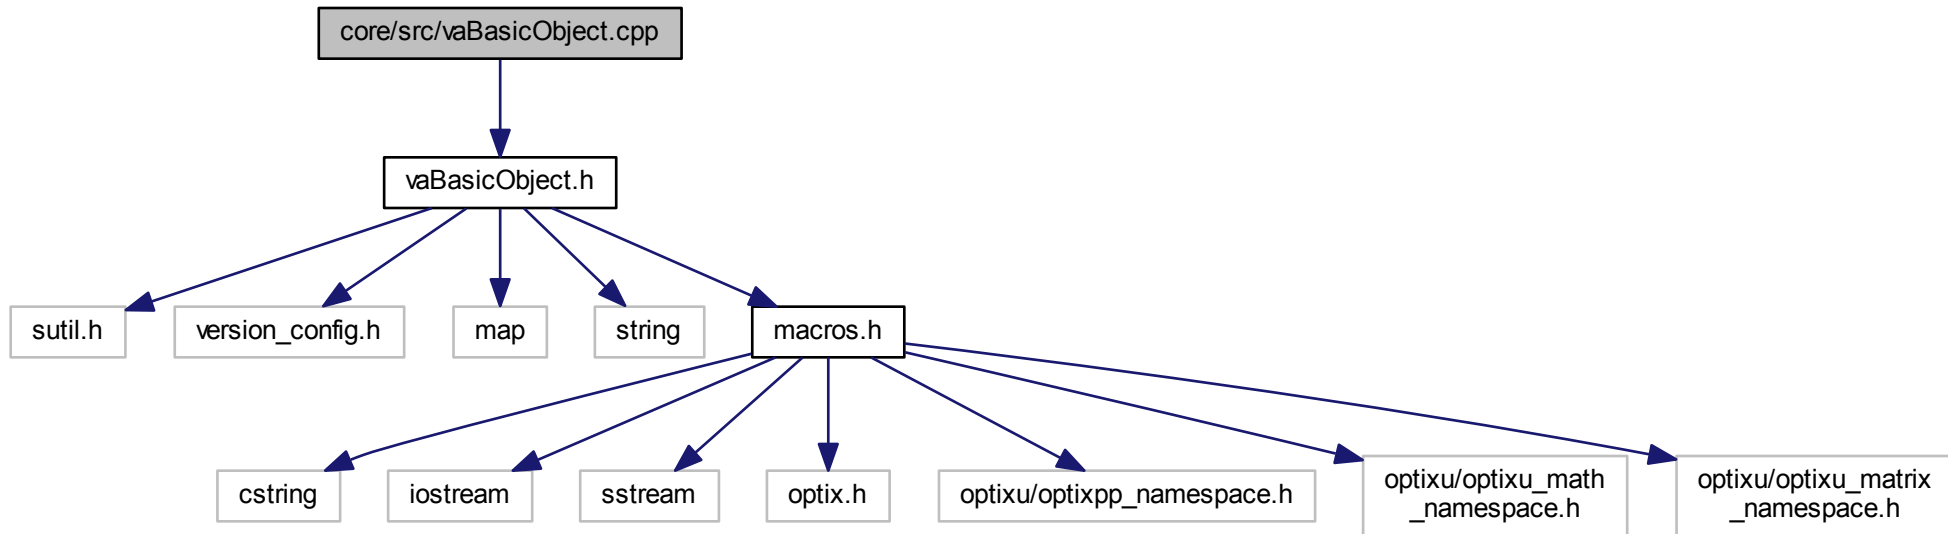 core/src/vaBasicObject.cpp
vaBasicObject.h
sutil.h
version_config.h
map
string
macros.h
cstring
iostream
sstream
optix.h
optixu/optixpp_namespace.h
optixu/optixu_math
_namespace.h
optixu/optixu_matrix
_namespace.h